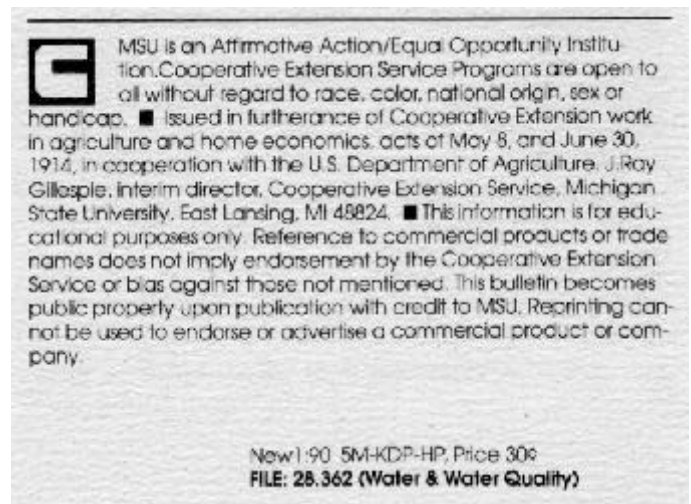 MSU is an Affirmative Action/Equal Opportunity Institu-
tion. Cooperative Extension Service Programs are open to
all without regard to race, color, national origin, sex or
handicap. ■ Issued in furtherance of Cooperative Extension work
in agriculture and home economics, acts of May 8, and June 30,
1914, in cooperation with the U.S. Department of Agriculture. J.Ray
Gillespie, interim director, Cooperative Extension Service, Michigan
State University, East Lansing, MI 48824. ■ This information is for edu-
cational purposes only. Reference to commercial products or trade
names does not imply endorsement by the Cooperative Extension
Service or bias against those not mentioned. This bulletin becomes
public property upon publication with credit to MSU. Reprinting can-
not be used to endorse or advertise a commercial product or com-
pany.
New1:90 5M-KDP-HP, Price 30¢
FILE: 28.362 (Water & Water Quality)